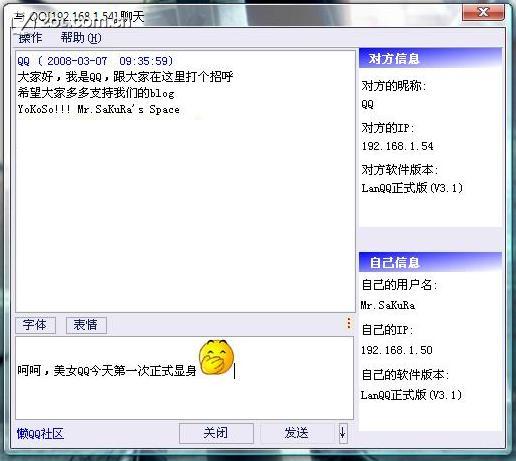 与 QQ[192.168.1.54]聊天
操作 帮助(H)
QQ ( 2008-03-07 09:35:59)
大家好，我是QQ，跟大家在这里打个招呼
希望大家多多支持我们的blog
YoKoSo!!! Mr.SaKuRa's Space
对方信息
对方的昵称:
QQ
对方的IP:
192.168.1.54
对方软件版本:
LanQQ正式版(V3.1)
自己信息
自己的用户名:
Mr.SaKuRa
自己的IP:
192.168.1.50
自己的软件版本:
LanQQ正式版(V3.1)
字体 表情
呵呵，美女QQ今天第一次正式显身
懒QQ社区 关闭 发送